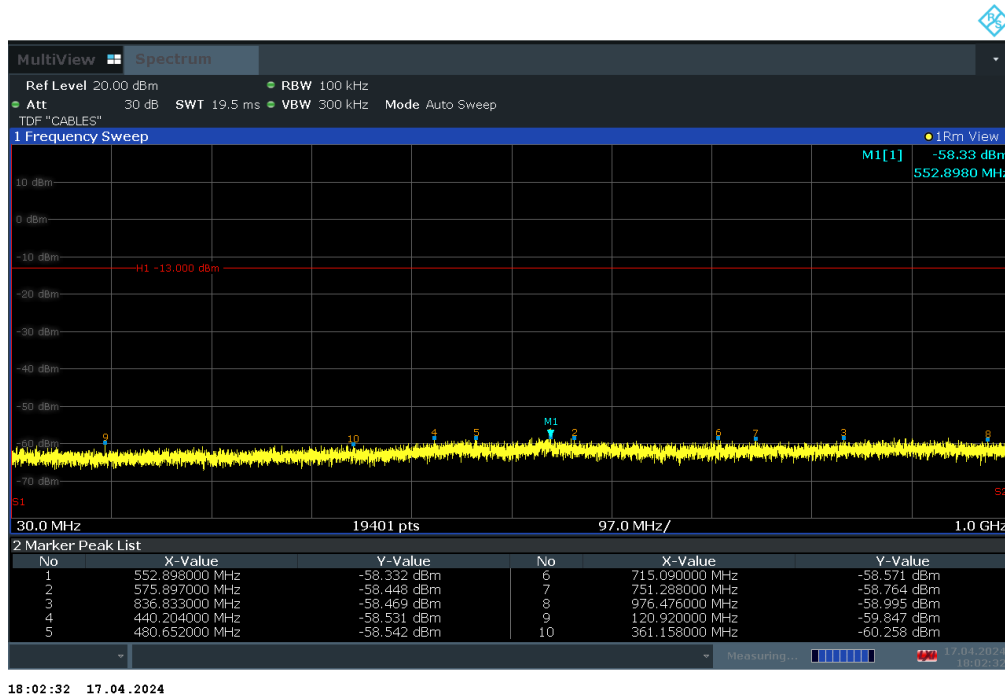 R S
MultiView Spectrum
Ref Level 20.00 dBm RBW 100 kHz
Att 30 dB SWT 19.5 ms VBW 300 kHz Mode Auto Sweep
TDF "CABLES"
1 Frequency Sweep 1Rm View
M1[1] -58.33 dBm
552.8980 MHz
10 dBm
0 dBm
-10 dBm
H1 -13.000 dBm
-20 dBm
-30 dBm
-40 dBm
-50 dBm
M1
9 10 4 5 2 6 7 3 8
-60 dBm
-70 dBm
S1
30.0 MHz 19401 pts 97.0 MHz/ 1.0 GHz
2 Marker Peak List
No X-Value Y-Value No X-Value Y-Value
1 552.898000 MHz -58.332 dBm 6 715.090000 MHz -58.571 dBm
2 575.897000 MHz -58.448 dBm 7 751.288000 MHz -58.764 dBm
3 836.833000 MHz -58.469 dBm 8 976.476000 MHz -58.995 dBm
4 440.204000 MHz -58.531 dBm 9 120.920000 MHz -59.847 dBm
5 480.652000 MHz -58.542 dBm 10 361.158000 MHz -60.258 dBm
Measuring... 17.04.2024
18:02:32
18:02:32 17.04.2024